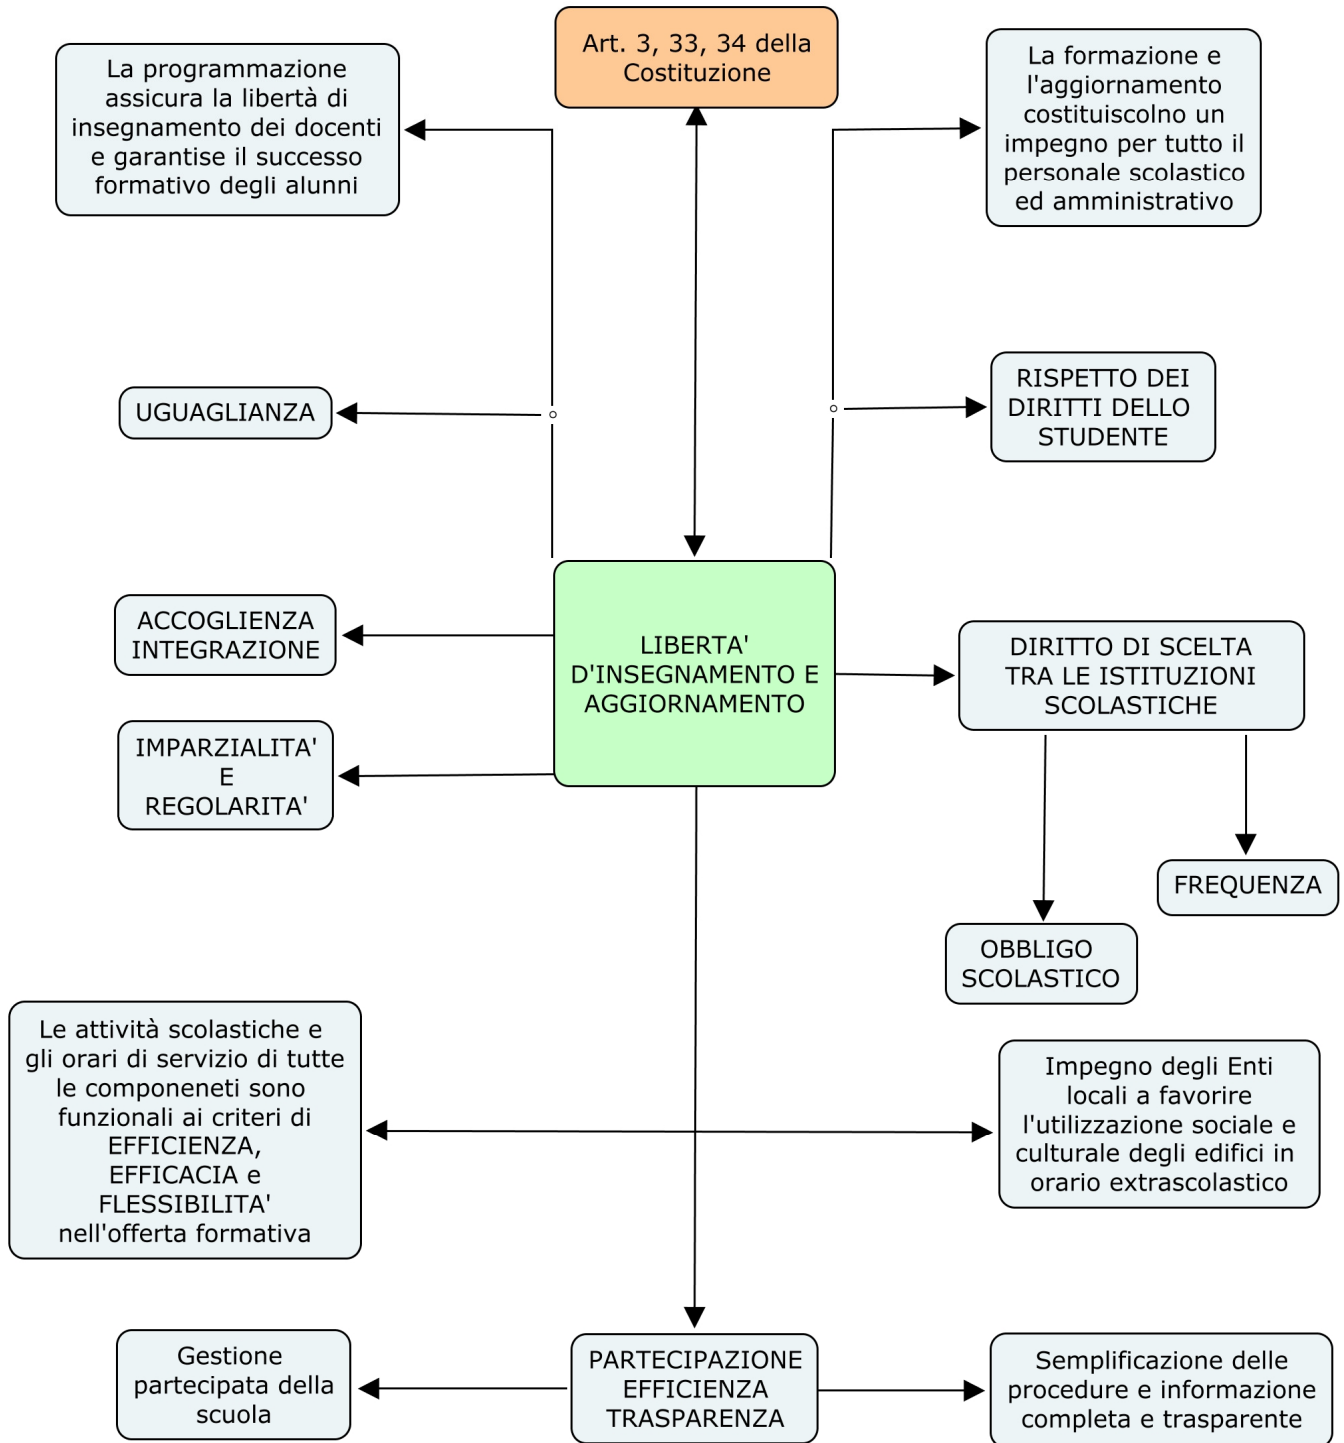 Art. 3, 33, 34 della
Costituzione
La programmazione
assicura la libertà di
insegnamento dei docenti
e garantise il successo
formativo degli alunni
La formazione e
l'aggiornamento
costituiscolno un
impegno per tutto il
personale scolastico
ed amministrativo
UGUAGLIANZA
RISPETTO DEI
DIRITTI DELLO
STUDENTE
ACCOGLIENZA
INTEGRAZIONE
LIBERTA'
D'INSEGNAMENTO E
AGGIORNAMENTO
DIRITTO DI SCELTA
TRA LE ISTITUZIONI
SCOLASTICHE
IMPARZIALITA'
E
REGOLARITA'
FREQUENZA
OBBLIGO
SCOLASTICO
Le attività scolastiche e
gli orari di servizio di tutte
le componeneti sono
funzionali ai criteri di
EFFICIENZA,
EFFICACIA e
FLESSIBILITA'
nell'offerta formativa
Impegno degli Enti
locali a favorire
l'utilizzazione sociale e
culturale degli edifici in
orario extrascolastico
Gestione
partecipata della
scuola
PARTECIPAZIONE
EFFICIENZA
TRASPARENZA
Semplificazione delle
procedure e informazione
completa e trasparente